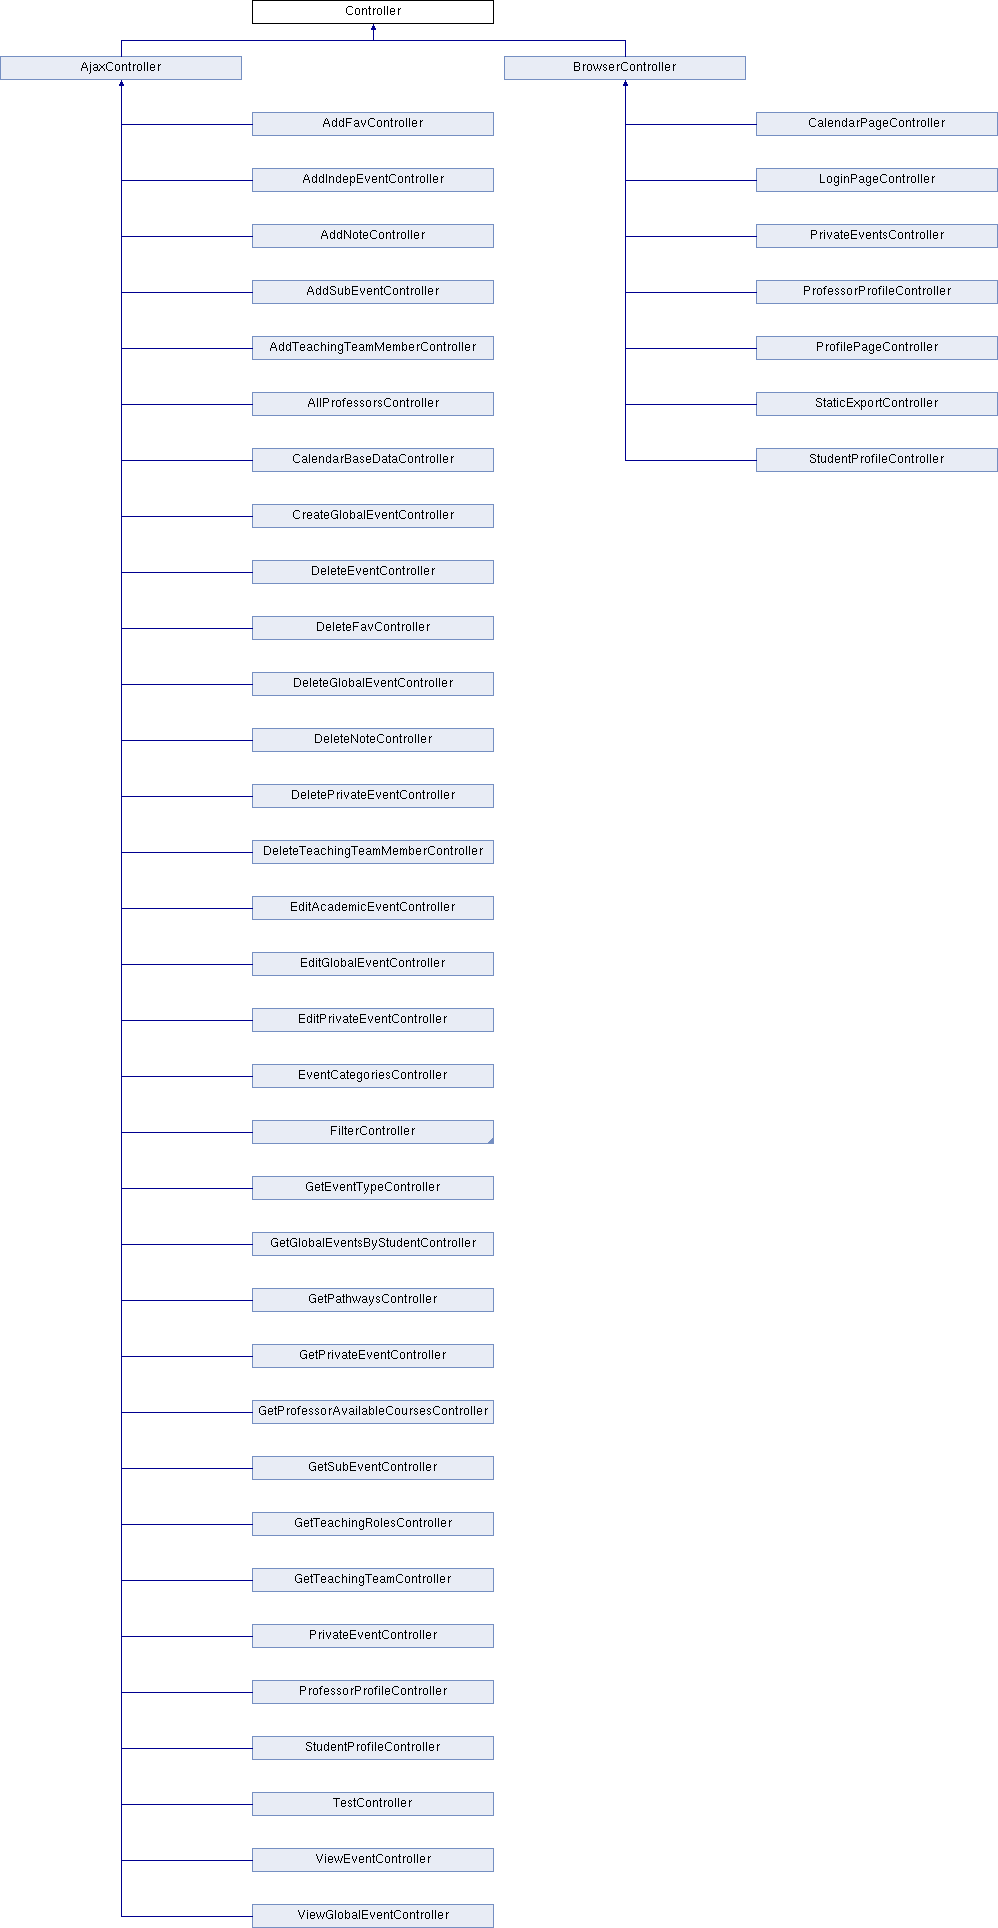 Controller
AjaxController
BrowserController
AddFavController
CalendarPageController
AddIndepEventController
LoginPageController
AddNoteController
PrivateEventsController
AddSubEventController
ProfessorProfileController
AddTeachingTeamMemberController
ProfilePageController
AllProfessorsController
StaticExportController
CalendarBaseDataController
StudentProfileController
CreateGlobalEventController
DeleteEventController
DeleteFavController
DeleteGlobalEventController
DeleteNoteController
DeletePrivateEventController
DeleteTeachingTeamMemberController
EditAcademicEventController
EditGlobalEventController
EditPrivateEventController
EventCategoriesController
FilterController
GetEventTypeController
GetGlobalEventsByStudentController
GetPathwaysController
GetPrivateEventController
GetProfessorAvailableCoursesController
GetSubEventController
GetTeachingRolesController
GetTeachingTeamController
PrivateEventController
ProfessorProfileController
StudentProfileController
TestController
ViewEventController
ViewGlobalEventController